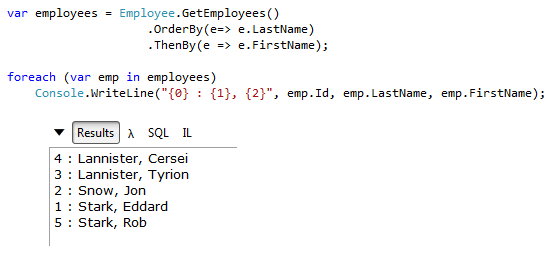 var employees = Employee.GetEmployees()
.OrderBy(e=> e.LastName)
.ThenBy(e => e.FirstName);
foreach (var emp in employees)
Console.WriteLine("{0} : {1}, {2}", emp.Id, emp.LastName, emp.FirstName);
Results λ SQL IL
4 : Lannister, Cersei
3 : Lannister, Tyrion
2 : Snow, Jon
1 : Stark, Eddard
5 : Stark, Rob